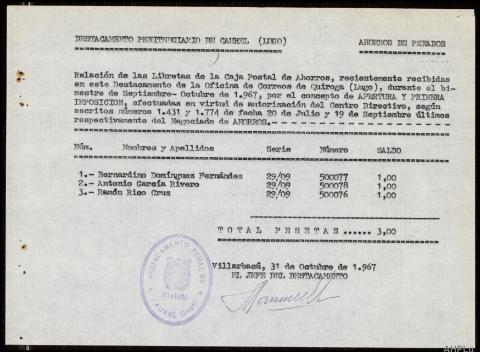 DESTACAMENTO PENITENCIARIO DE CAUREL (LUGO) AHORROS DE PENADOS
Relación de las Libretas de la Caja Postal de Ahorros, recientemente recibidas
en este Destacamento de la Oficina de Correos de Quiroga (Lugo), durante el bi-
mestre de Septiembre- Octubre de 1.967, por el concepto de APERTURA Y PRIMERA
IMPOSICION, efectuadas en virtud de autorización del Centro Directivo, según
escritos números 1.431 y 1.774 de fecha 20 de Julio y 19 de Septiembre últimos
respectivamente del Negociado de AHORROS.
Núm. Nombres y Apellidos Serie Número SALDO
1.- Bernardino Domínguez Fernández 29/09 500077 1,00
2.- Antonio García Rivero 29/09 500078 1,00
3.- Ramón Rico Cruz 29/09 500076 1,00
TOTAL PESETAS...... 3,00
Villarbacú, 31 de Octubre de 1.967
EL JEFE DEL DESTACAMENTO
DESTACAMENTO PENAL DE
CAUREL (Lugo)
AHPLu